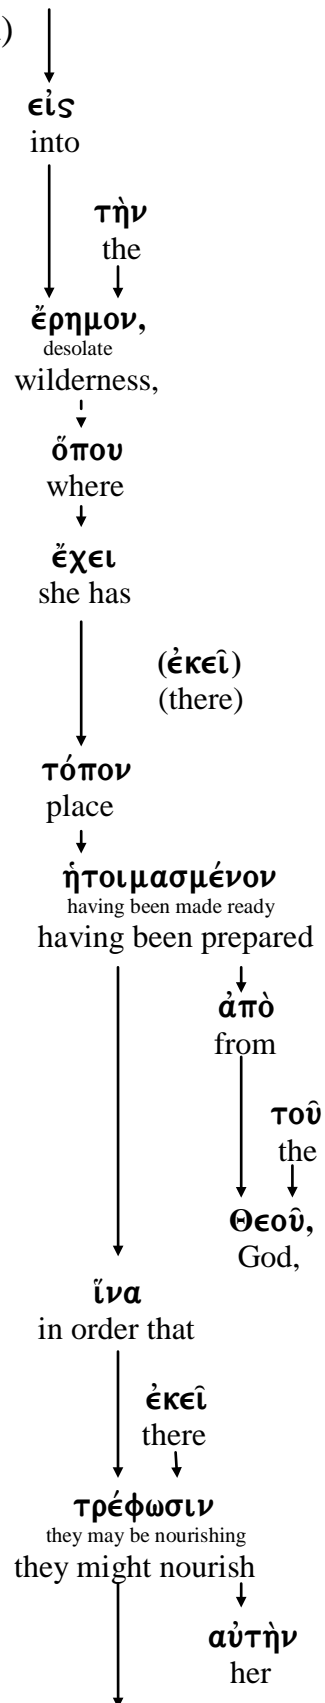 )
εἰς
into
τὴν
the
ἔρημον,
desolate
wilderness,
ὅπου
where
ἔχει
she has
(ἐκεῖ)
(there)
τόπον
place
ἡτοιμασμένον
having been made ready
having been prepared
ἀπὸ
from
τοῦ
the
Θεοῦ,
God,
ἵνα
in order that
ἐκεῖ
there
τρέφωσιν
they may be nourishing
they might nourish
αὐτὴν
her